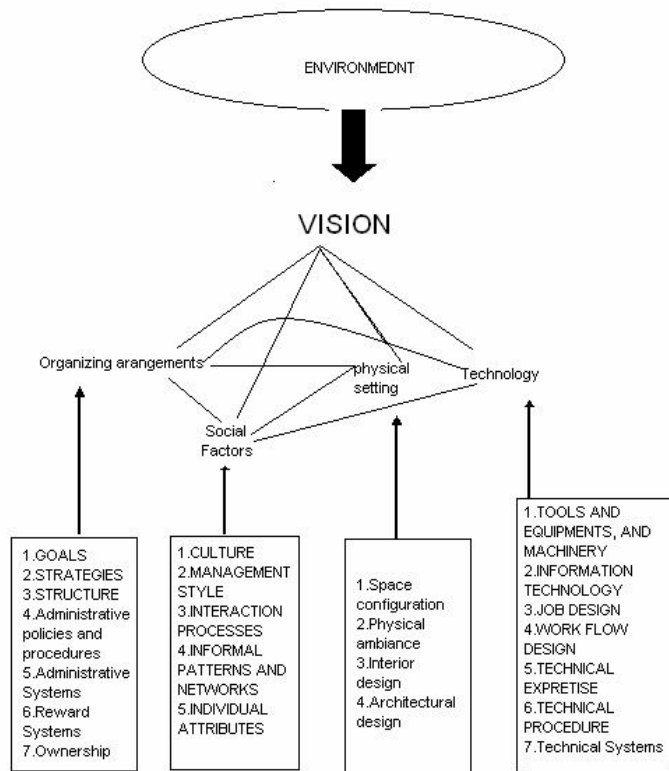 ENVIRONMEDNT
VISION
Organizing arangements
physical
setting
Technology
Social
Factors
1.GOALS
2.STRATEGIES
3.STRUCTURE
4.Administrative
policies and
procedures
5.Administrative
Systems
6.Reward
Systems
7.Ownership
1.CULTURE
2.MANAGEMENT
STYLE
3.INTERACTION
PROCESSES
4.INFORMAL
PATTERNS AND
NETWORKS
5.INDIVIDUAL
ATTRIBUTES
1.Space
configuration
2.Physical
ambiance
3.Interior
design
4.Architectural
design
1.TOOLS AND
EQUIPMENTS, AND
MACHINERY
2.INFORMATION
TECHNOLOGY
3.JOB DESIGN
4.WORK FLOW
DESIGN
5.TECHNICAL
EXPRETISE
6.TECHNICAL
PROCEDURE
7.Technical Systems